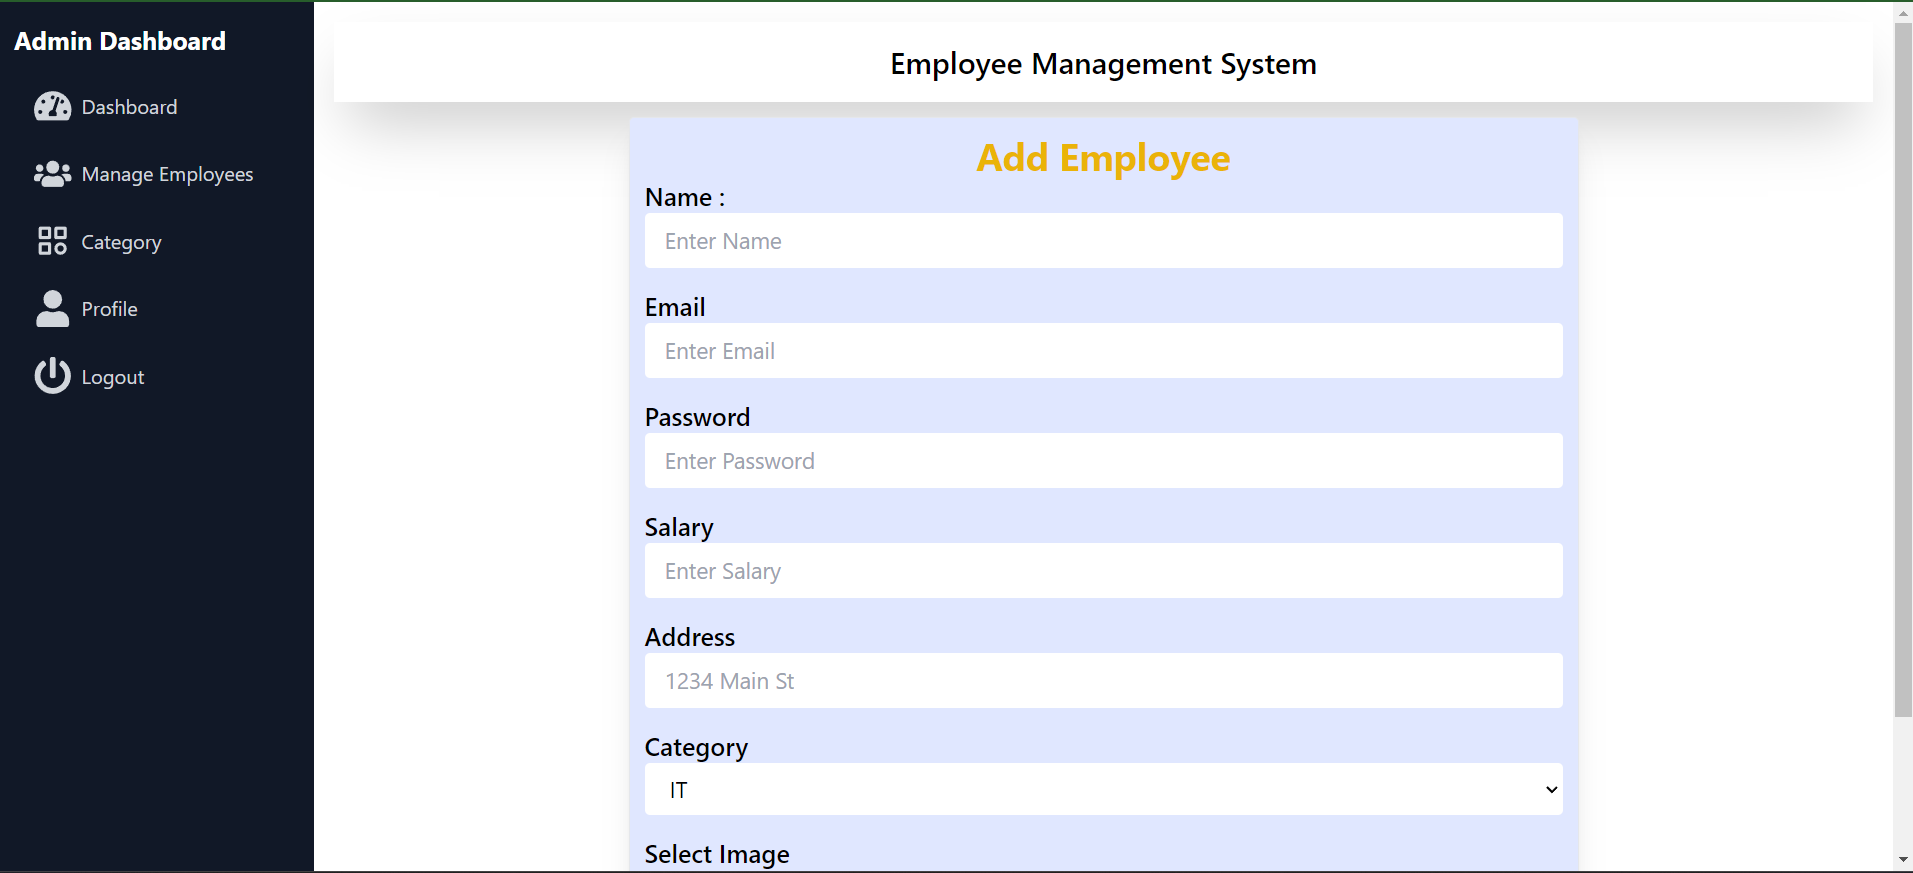 Admin Dashboard
Dashboard
Manage Employees
Category
Profile
Logout
Employee Management System
Add Employee
Name :
Enter Name
Email
Enter Email
Password
Enter Password
Salary
Enter Salary
Address
1234 Main St
Category
IT
Select Image